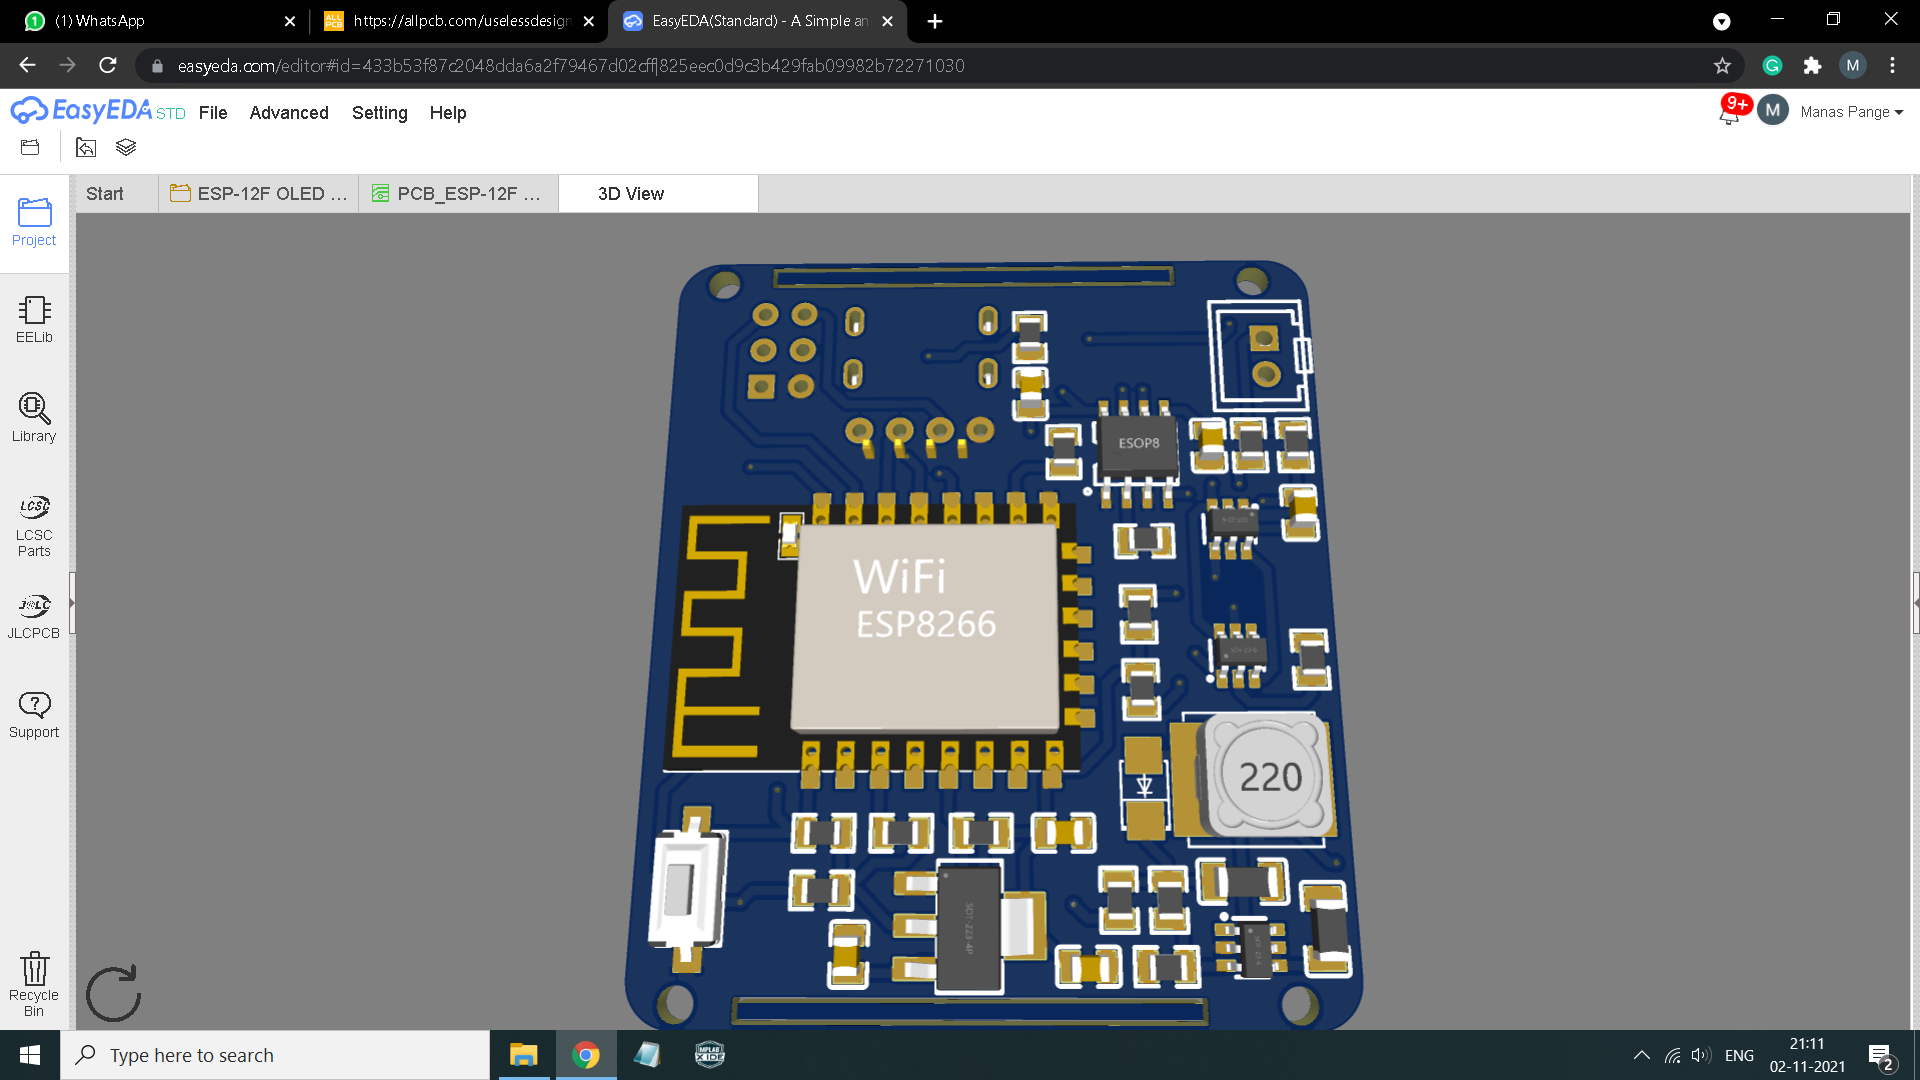 (1) WhatsApp
https://allpcb.com/uselessdesign
EasyEDA(Standard) - A Simple an
easyeda.com/editor#id=433b53f87c2048dda6a2f79467d02cff|825eec0d9c3b429fab09982b72271030
G
M
EasyEDA STD File Advanced Setting Help
9+
M
Manas Pange
Start
ESP-12F OLED ...
PCB_ESP-12F ...
3D View
Project
EELib
Library
LCSC
LCSC
Parts
JLCPCB
Support
Recycle
Bin
ESOP8
WiFi
ESP8266
220
SOT-223-4P
Type here to search
MPLAB
X IDE
ENG
21:11
02-11-2021
2